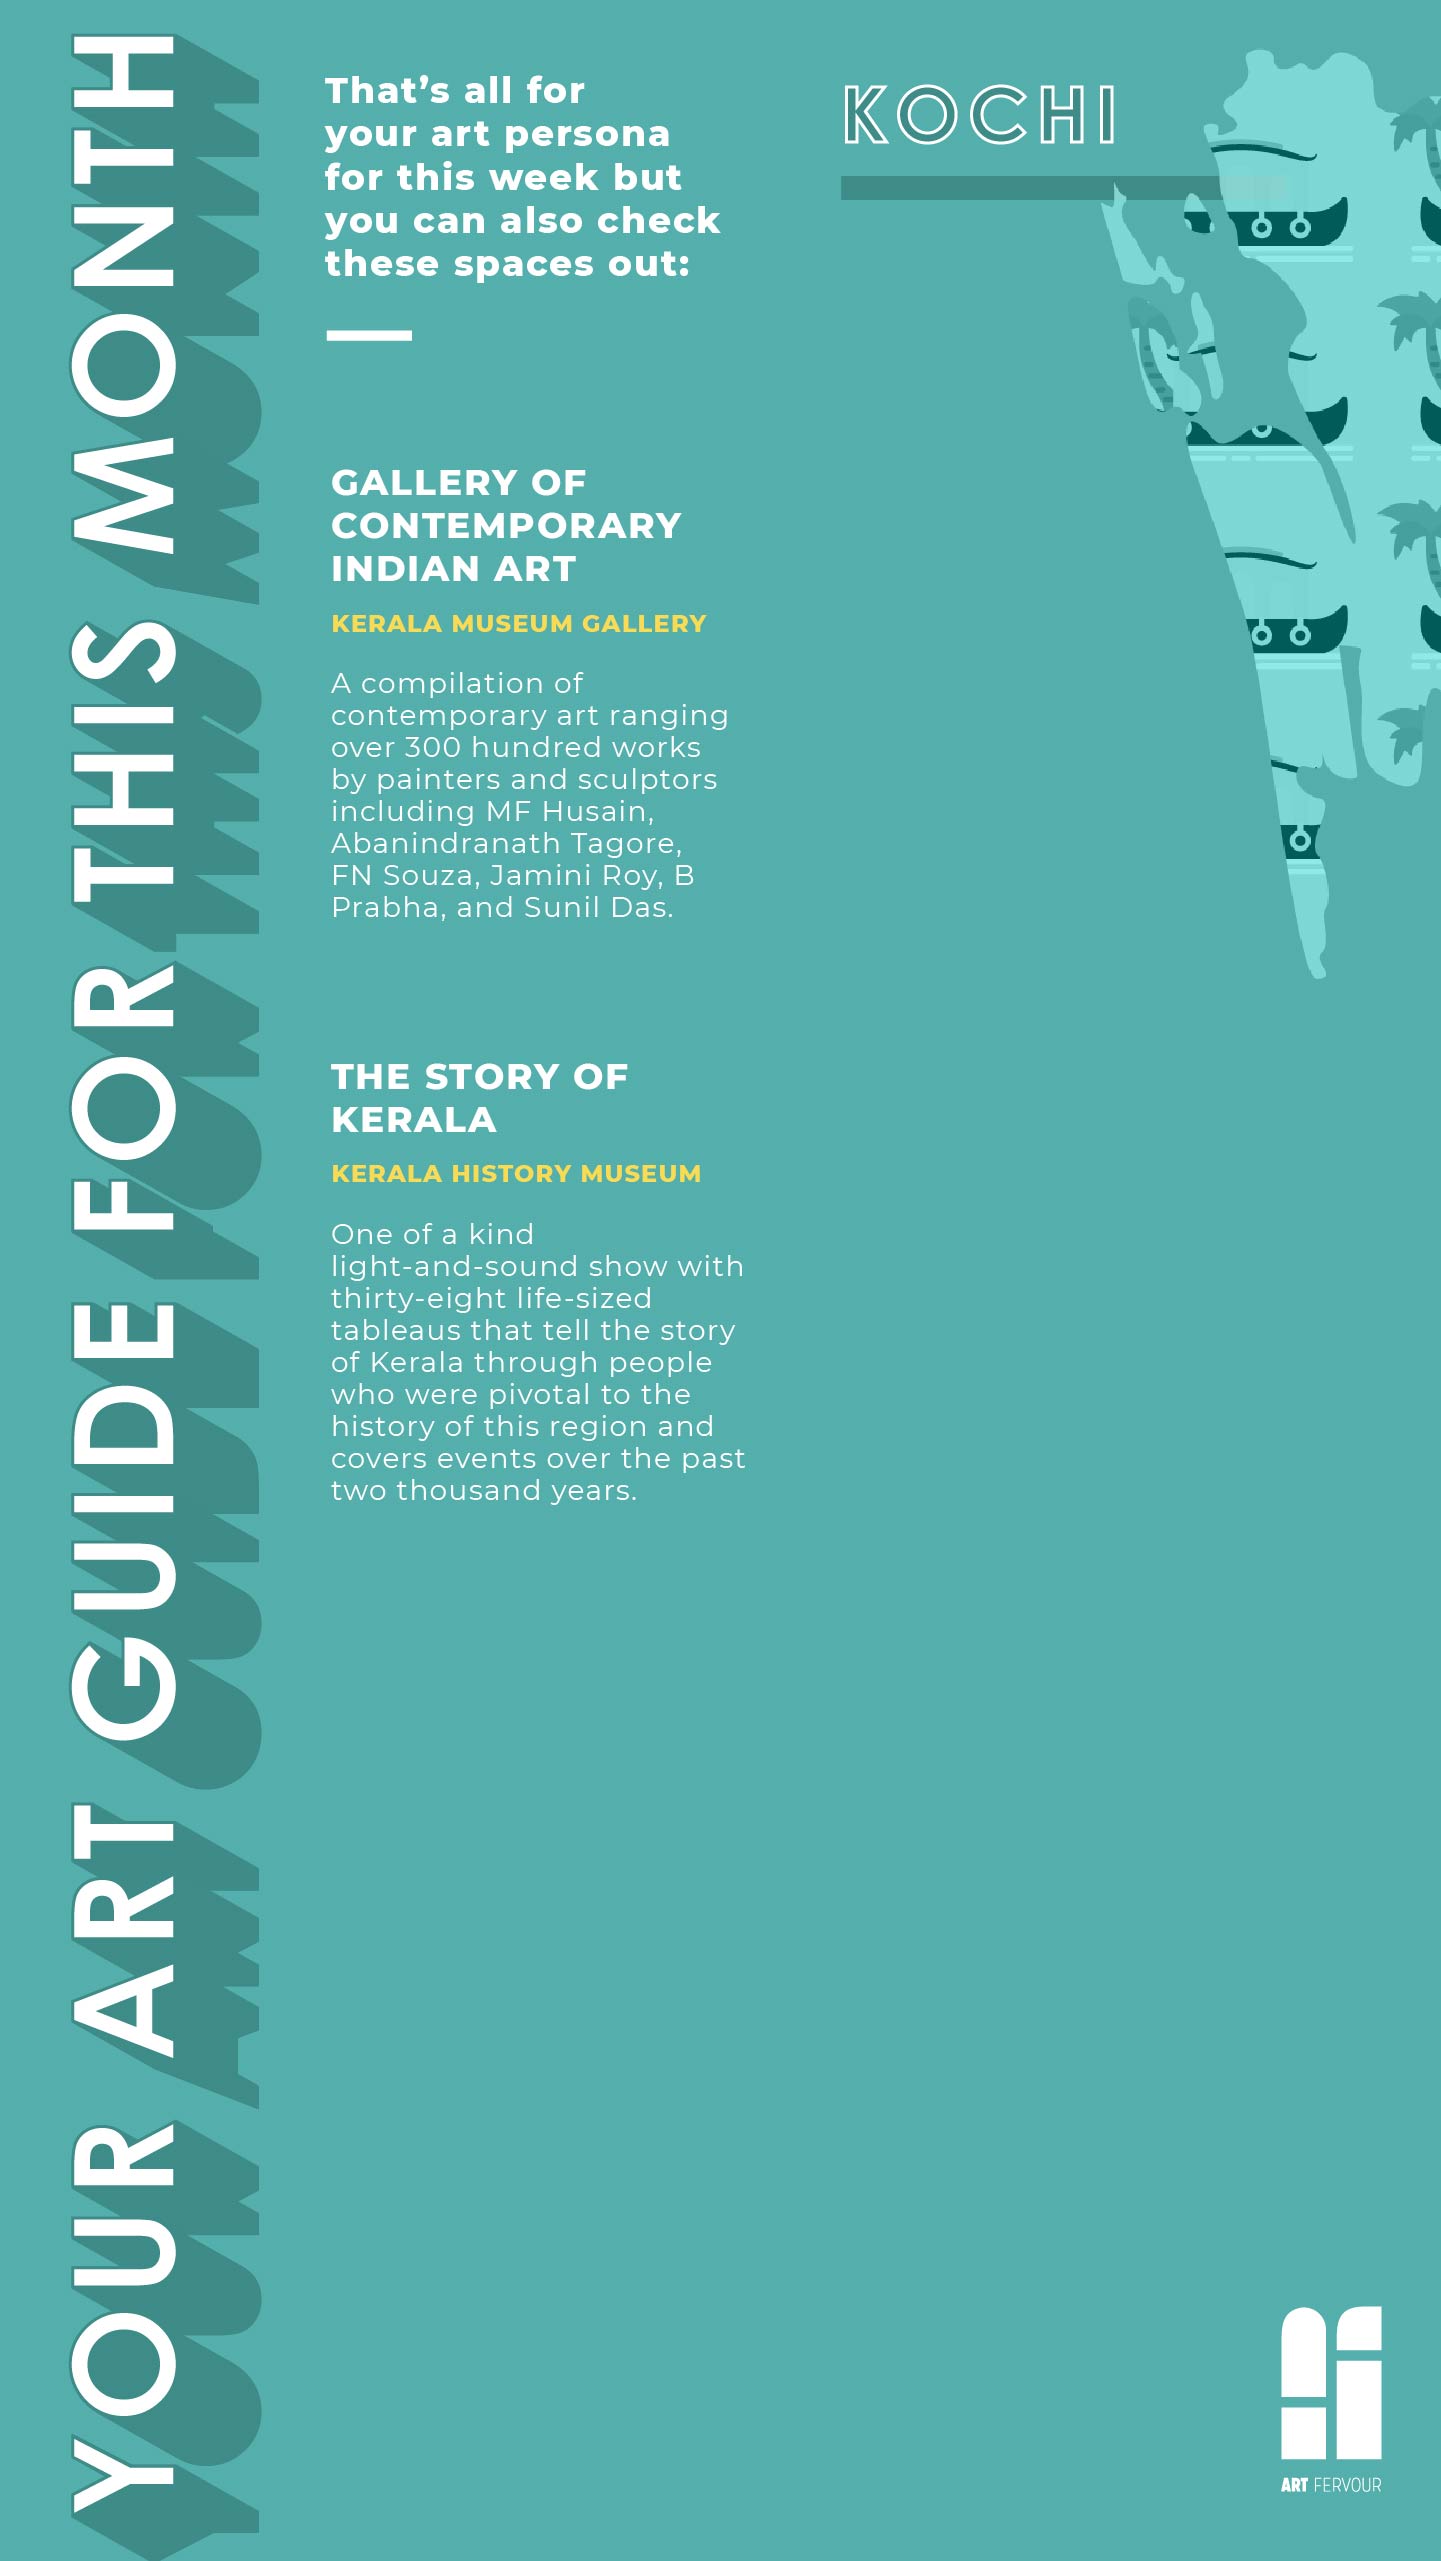 YOUR ART GUIDE FOR THIS MONTH
That's all for
your art persona
for this week but
you can also check
these spaces out:
KOCHI
GALLERY OF
CONTEMPORARY
INDIAN ART
KERALA MUSEUM GALLERY
A compilation of
contemporary art ranging
over 300 hundred works
by painters and sculptors
including MF Husain,
Abanindranath Tagore,
FN Souza, Jamini Roy, B
Prabha, and Sunil Das.
THE STORY OF
KERALA
KERALA HISTORY MUSEUM
One of a kind
light-and-sound show with
thirty-eight life-sized
tableaus that tell the story
of Kerala through people
who were pivotal to the
history of this region and
covers events over the past
two thousand years.
ART FERVOUR